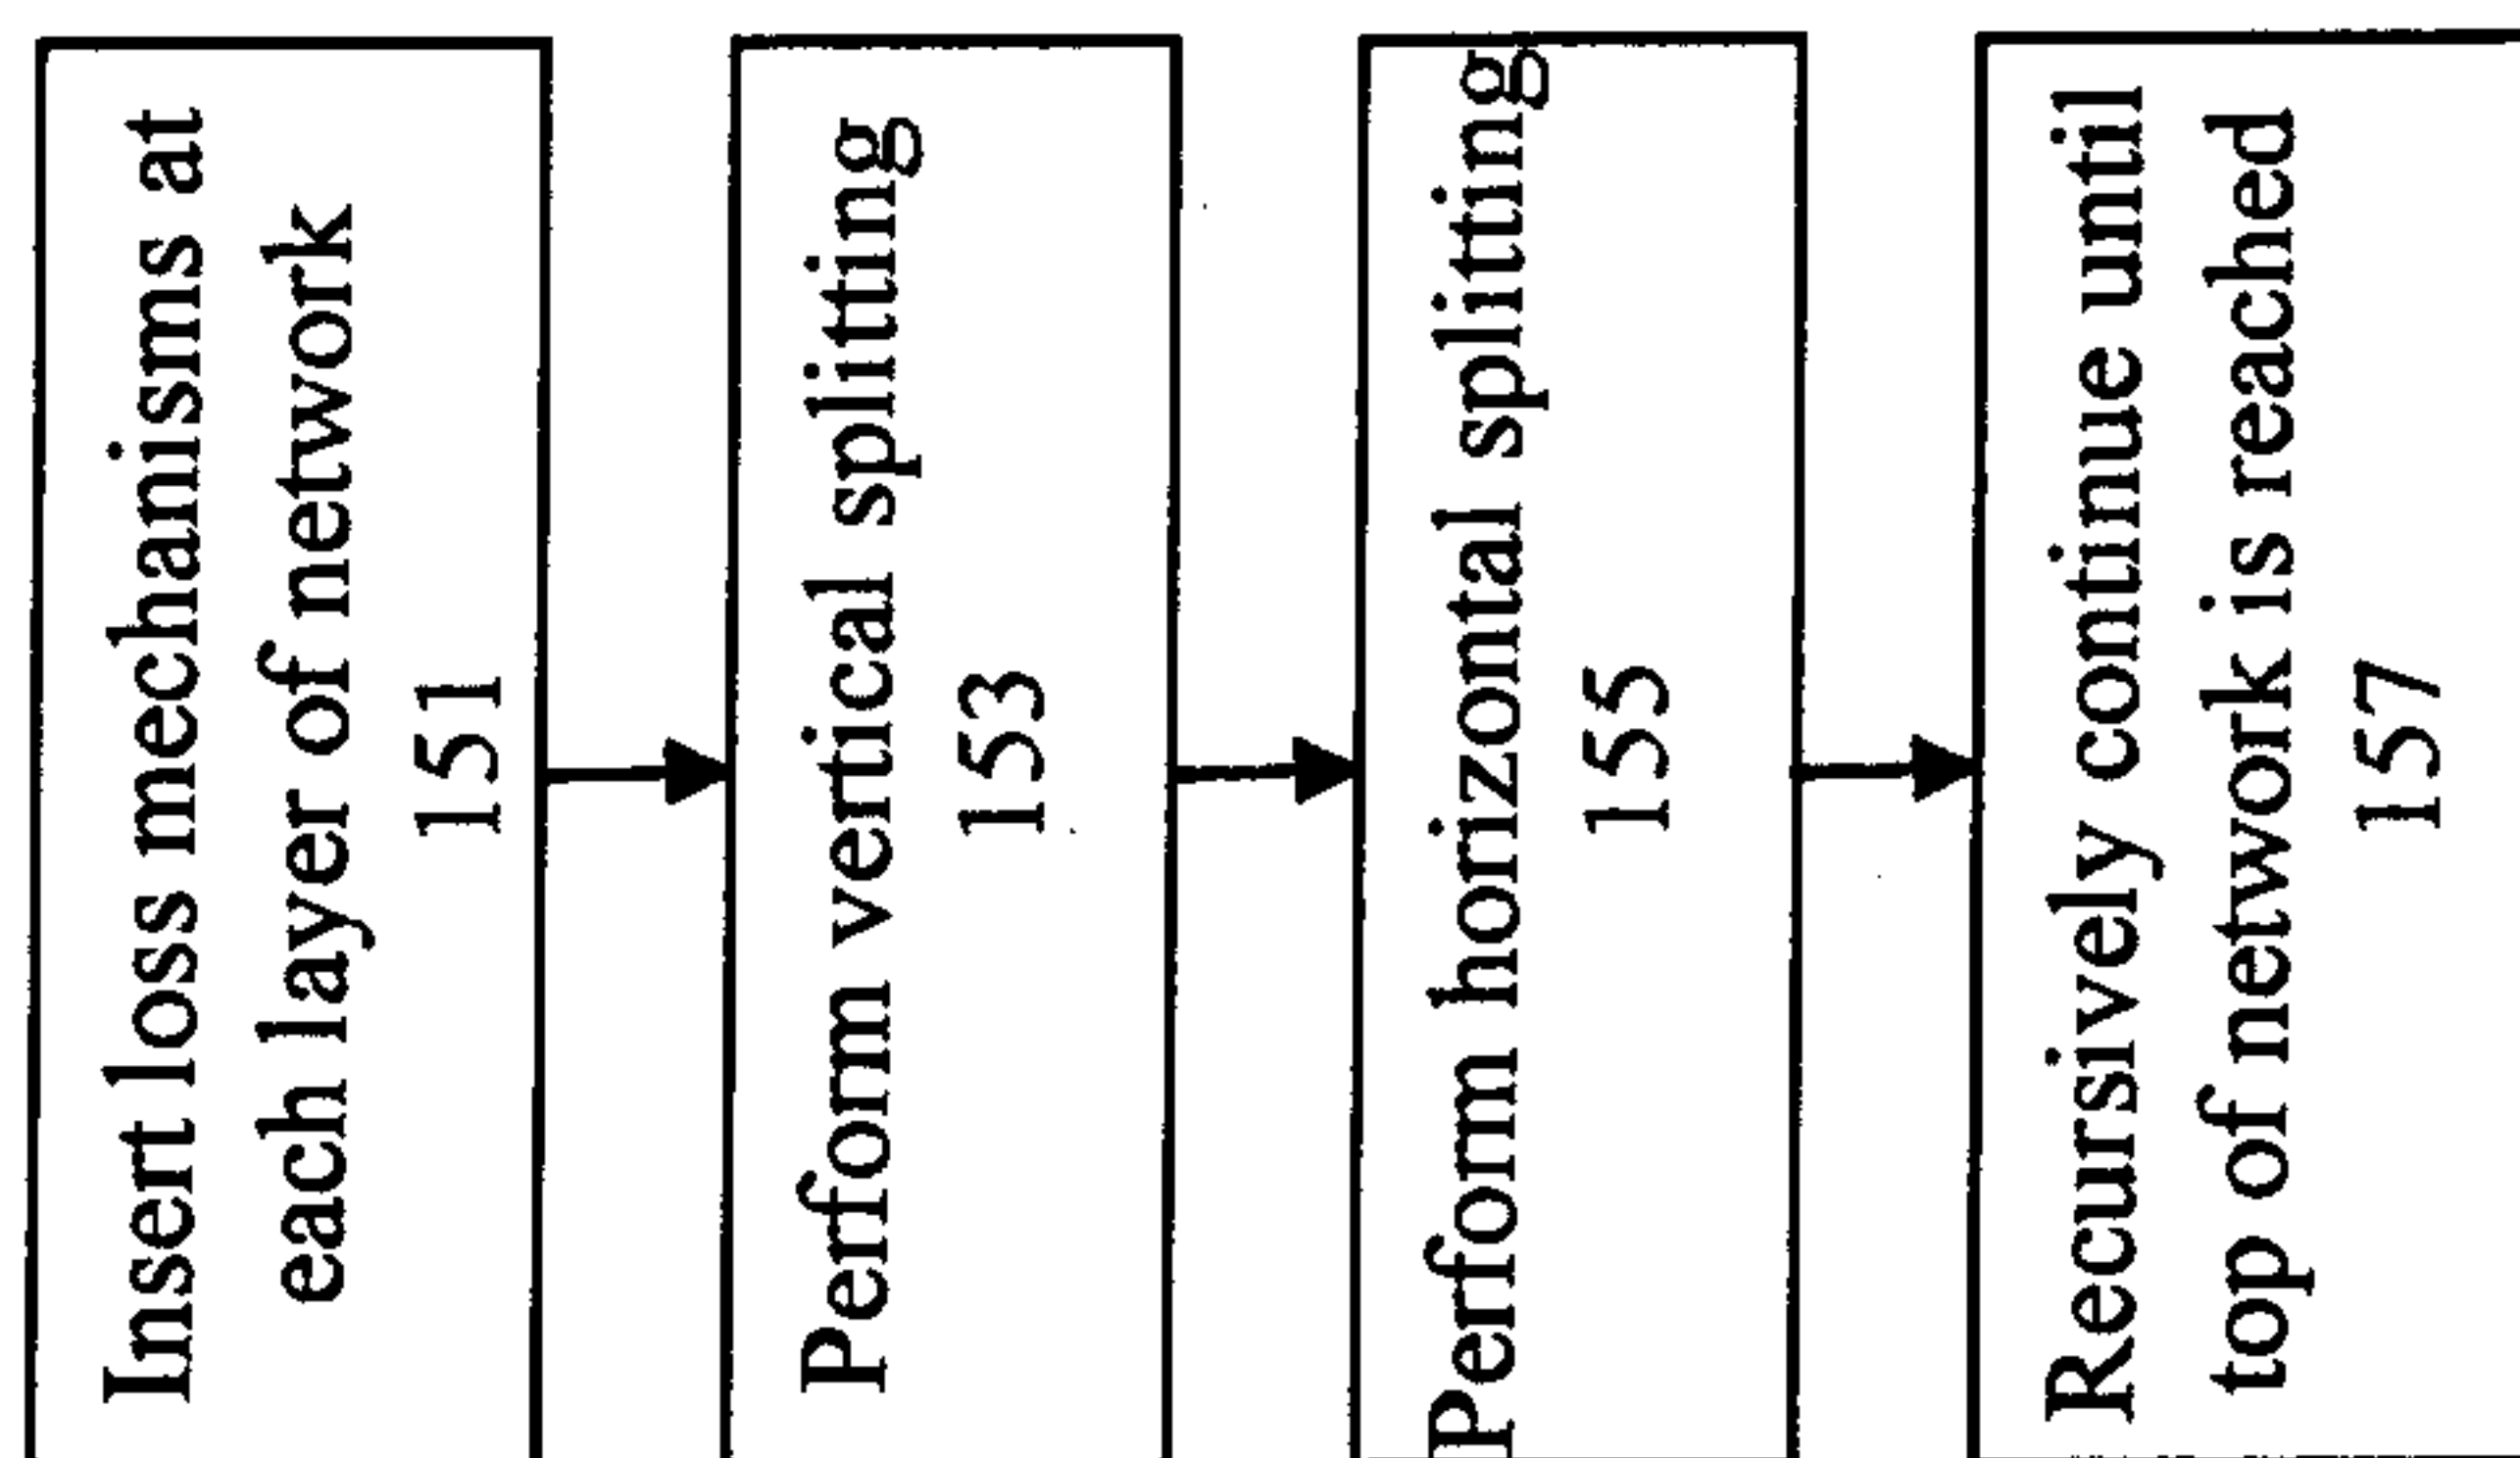 Insert loss mechanisms at
each layer of network
151
Perform vertical splitting
153
Perform horizontal splitting
155
Recursively continue until
top of network is reached
157